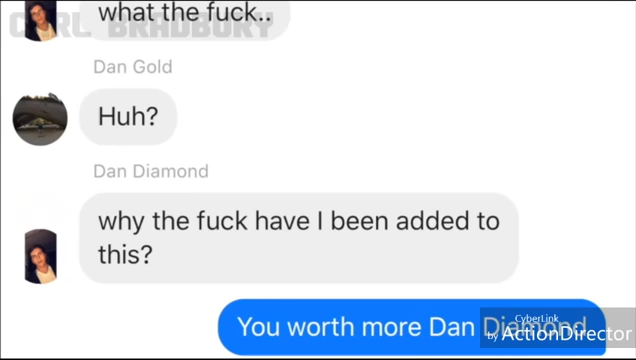 what the fuck..
CARL BRADBURY
Dan Gold
Huh?
Dan Diamond
why the fuck have I been added to
this?
You worth more Dan Diamond
CyberLink
by ActionDirector